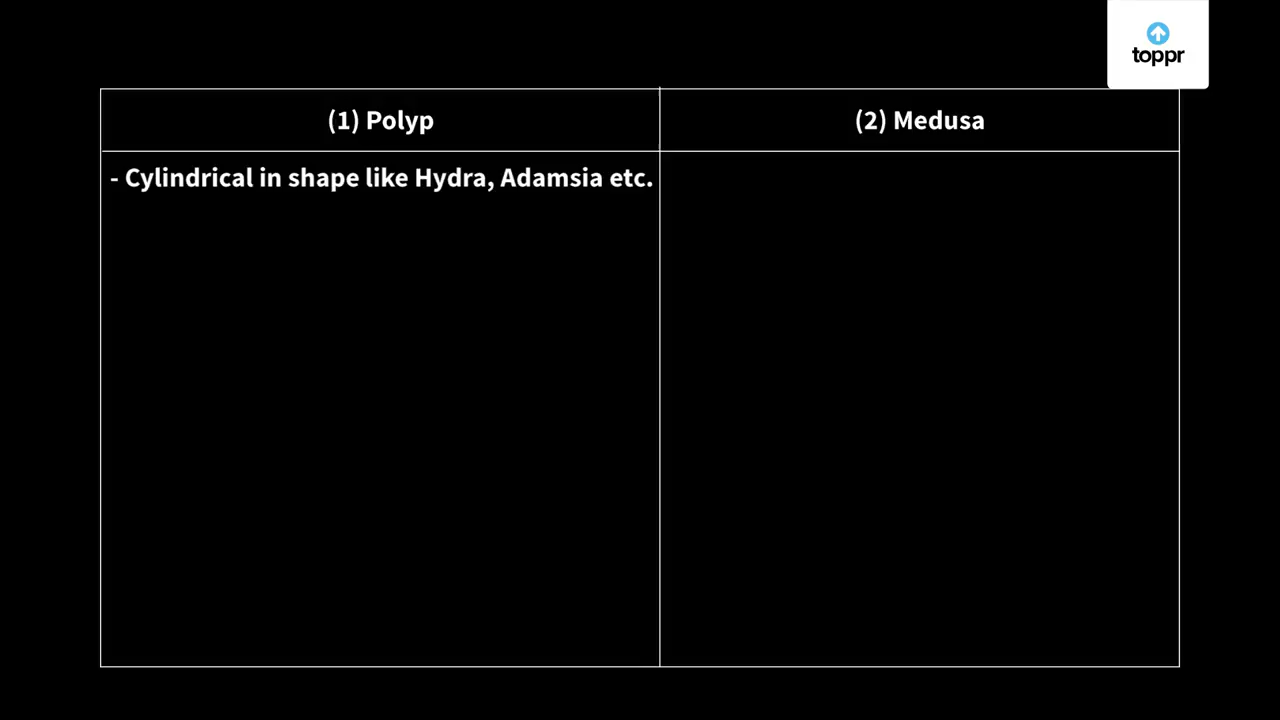 toppr
(1) Polyp
(2) Medusa
- Cylindrical in shape like Hydra, Adamsia etc.